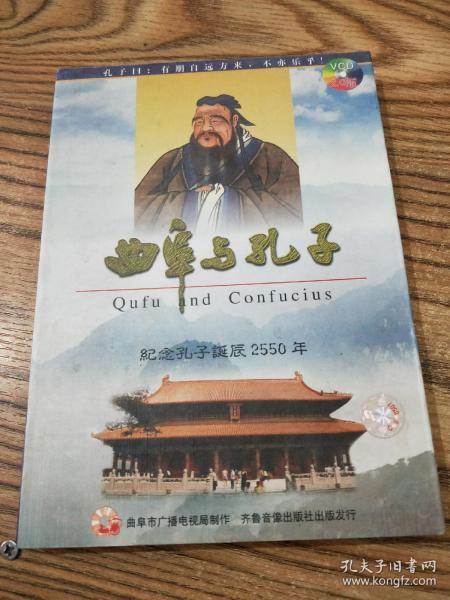 孔子曰：有朋自远方来，不亦乐乎！
VCD
曲阜与孔子
Qufu and Confucius
紀念孔子誕辰2550年
曲阜市广播电视局制作 齐鲁音像出版社出版发行
孔夫子旧书网
www.kongfz.com